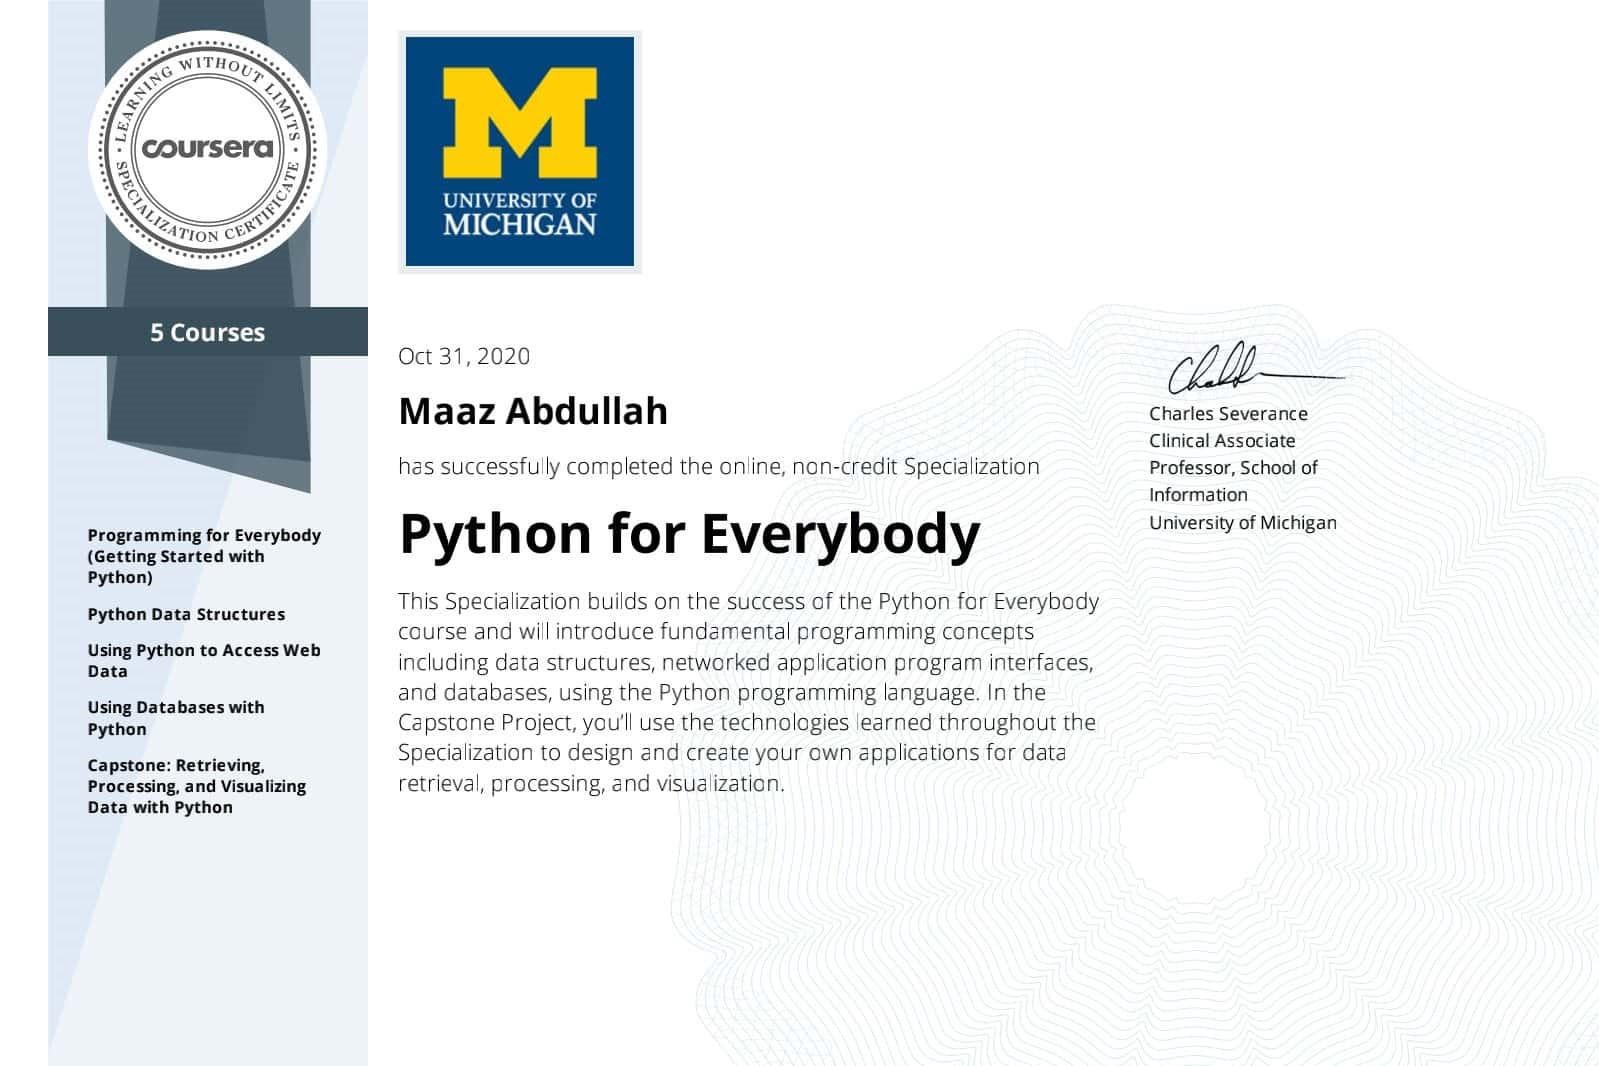 · LEARNING WITHOUT LIMITS ·
coursera
SPECIALIZATION CERTIFICATE
5 Courses
Programming for Everybody
(Getting Started with
Python)
Python Data Structures
Using Python to Access Web
Data
Using Databases with
Python
Capstone: Retrieving,
Processing, and Visualizing
Data with Python
M
UNIVERSITY OF
MICHIGAN
Oct 31, 2020
Maaz Abdullah
has successfully completed the online, non-credit Specialization
Python for Everybody
This Specialization builds on the success of the Python for Everybody
course and will introduce fundamental programming concepts
including data structures, networked application program interfaces,
and databases, using the Python programming language. In the
Capstone Project, you'll use the technologies learned throughout the
Specialization to design and create your own applications for data
retrieval, processing, and visualization.
Charles Severance
Clinical Associate
Professor, School of
Information
University of Michigan